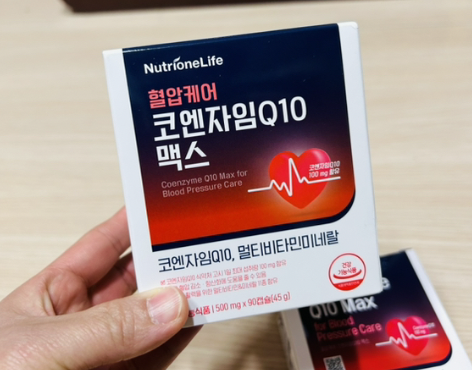 NutrioneLife
혈압케어
코엔자임Q10
맥스
Coenzyme Q10 Max for
Blood Pressure Care
코엔자임Q10
100 mg 함유
코엔자임Q10, 멀티비타민미네랄
건강
기능식품
500 mg x 90캡슐(45g)
Q10 Max
for Blood
Pressure Care